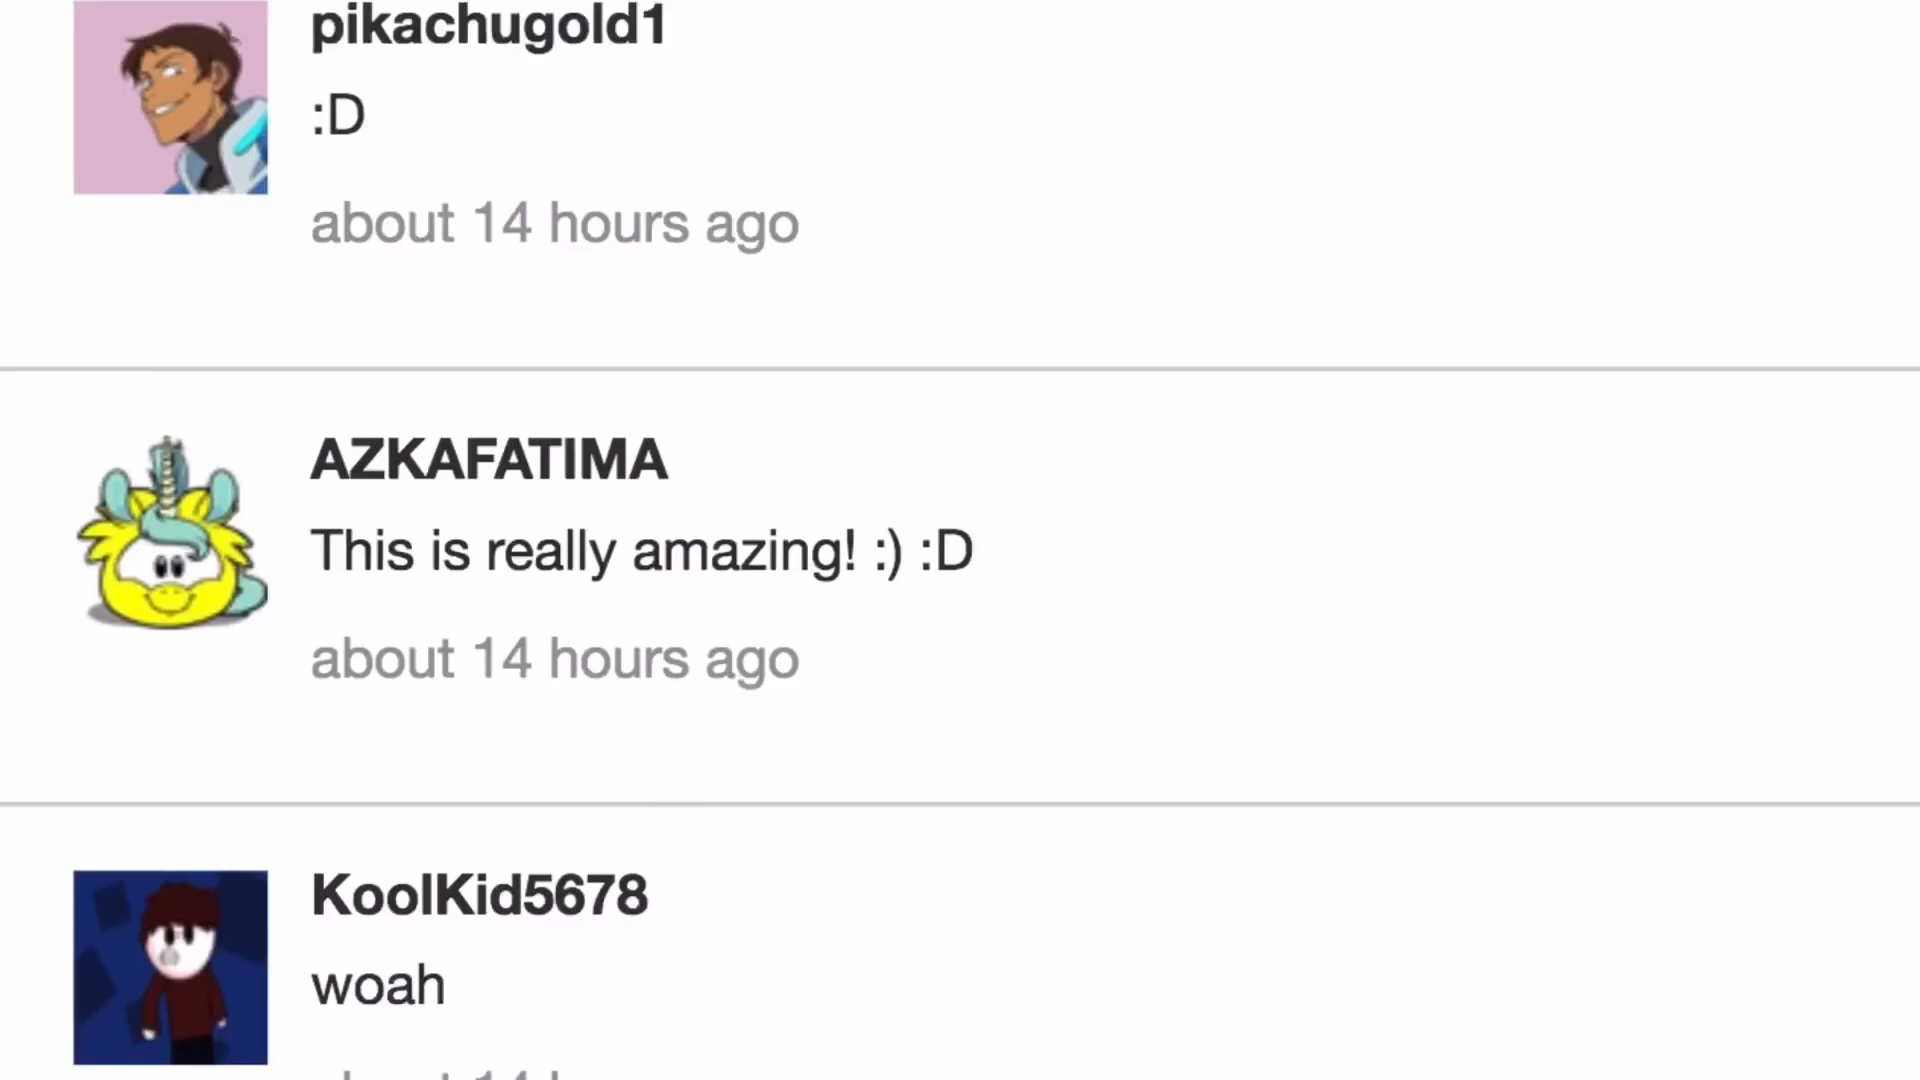 pikachugold1
:D
about 14 hours ago
AZKAFATIMA
This is really amazing! :) :D
about 14 hours ago
KoolKid5678
woah